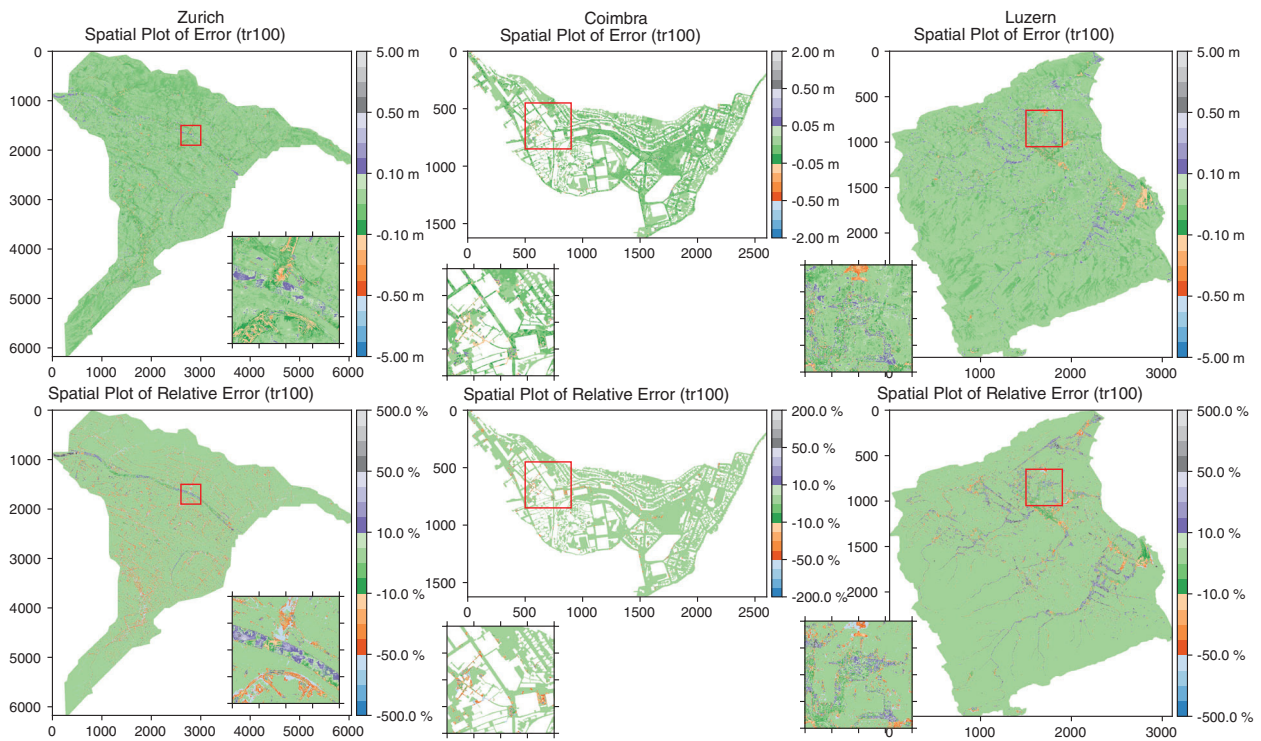 Zurich
Spatial Plot of Error (tr100)
0
1000
2000
3000
4000
5000
6000
0 1000 2000 3000 4000 5000 6000
5.00 m
0.50 m
0.10 m
-0.10 m
-0.50 m
-5.00 m
Coimbra
Spatial Plot of Error (tr100)
0
500
1000
1500
0 500 1000 1500 2000 2500
2.00 m
0.50 m
0.05 m
-0.05 m
-0.50 m
-2.00 m
Luzern
Spatial Plot of Error (tr100)
0
500
1000
1500
2000
0 1000 2000 3000
5.00 m
0.50 m
0.10 m
-0.10 m
-0.50 m
-5.00 m
Spatial Plot of Relative Error (tr100)
0
1000
2000
3000
4000
5000
6000
0 1000 2000 3000 4000 5000 6000
500.0 %
50.0 %
10.0 %
-10.0 %
-50.0 %
-500.0 %
Spatial Plot of Relative Error (tr100)
0
500
1000
1500
0 500 1000 1500 2000 2500
200.0 %
50.0 %
10.0 %
-10.0 %
-50.0 %
-200.0 %
Spatial Plot of Relative Error (tr100)
0
500
1000
1500
2000
0 1000 2000 3000
500.0 %
50.0 %
10.0 %
-10.0 %
-50.0 %
-500.0 %